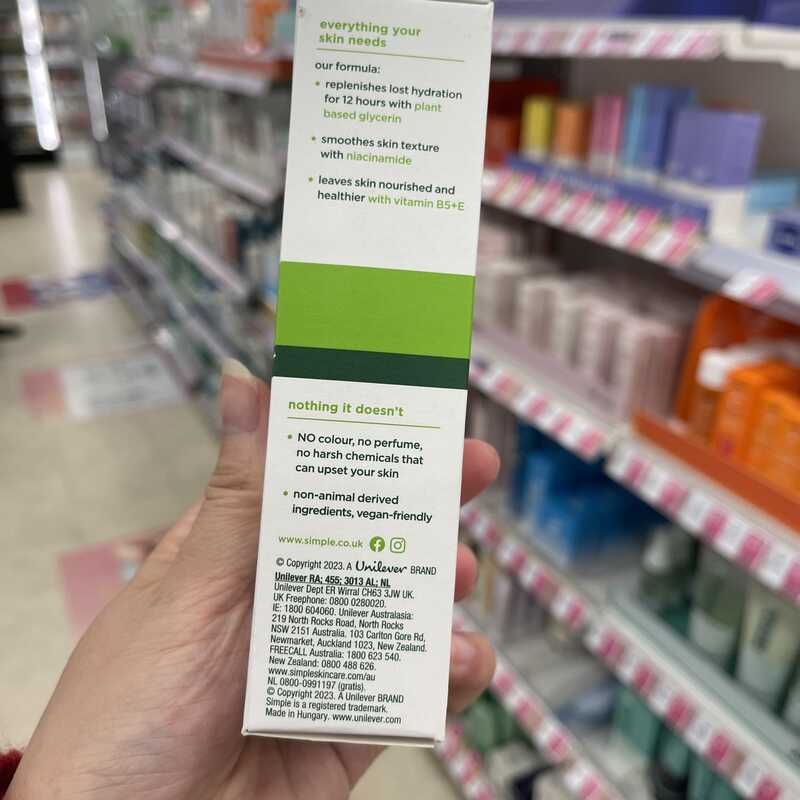 everything your
skin needs
our formula:
• replenishes lost hydration
for 12 hours with plant
based glycerin
• smoothes skin texture
with niacinamide
• leaves skin nourished and
healthier with vitamin B5+E
nothing it doesn't
• NO colour, no perfume,
no harsh chemicals that
can upset your skin
• non-animal derived
ingredients, vegan-friendly
www.simple.co.uk
© Copyright 2023. A Unilever BRAND
Unilever RA; 455; 3013 AL; NL
Unilever Dept ER Wirral CH63 3JW UK.
UK Freephone: 0800 0280020.
IE: 1800 604060. Unilever Australasia:
219 North Rocks Road, North Rocks
NSW 2151 Australia. 103 Carlton Gore Rd,
Newmarket, Auckland 1023, New Zealand.
FREECALL Australia: 1800 623 540.
New Zealand: 0800 488 626.
www.simpleskincare.com/au
NL 0800-0991197 (gratis).
© Copyright 2023. A Unilever BRAND
Simple is a registered trademark.
Made in Hungary. www.unilever.com